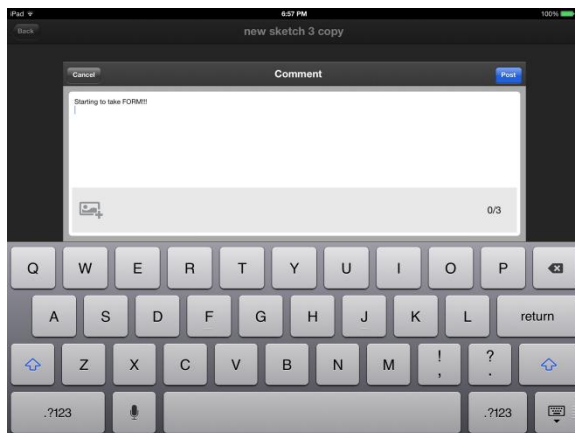 iPad 6:57 PM 100%
Back new sketch 3 copy
Cancel Comment Post
Starting to take FORM!!!
0/3
Q W E R T Y U I O P
A S D F G H J K L return
Z X C V B N M ! , ? .
.?123 .?123